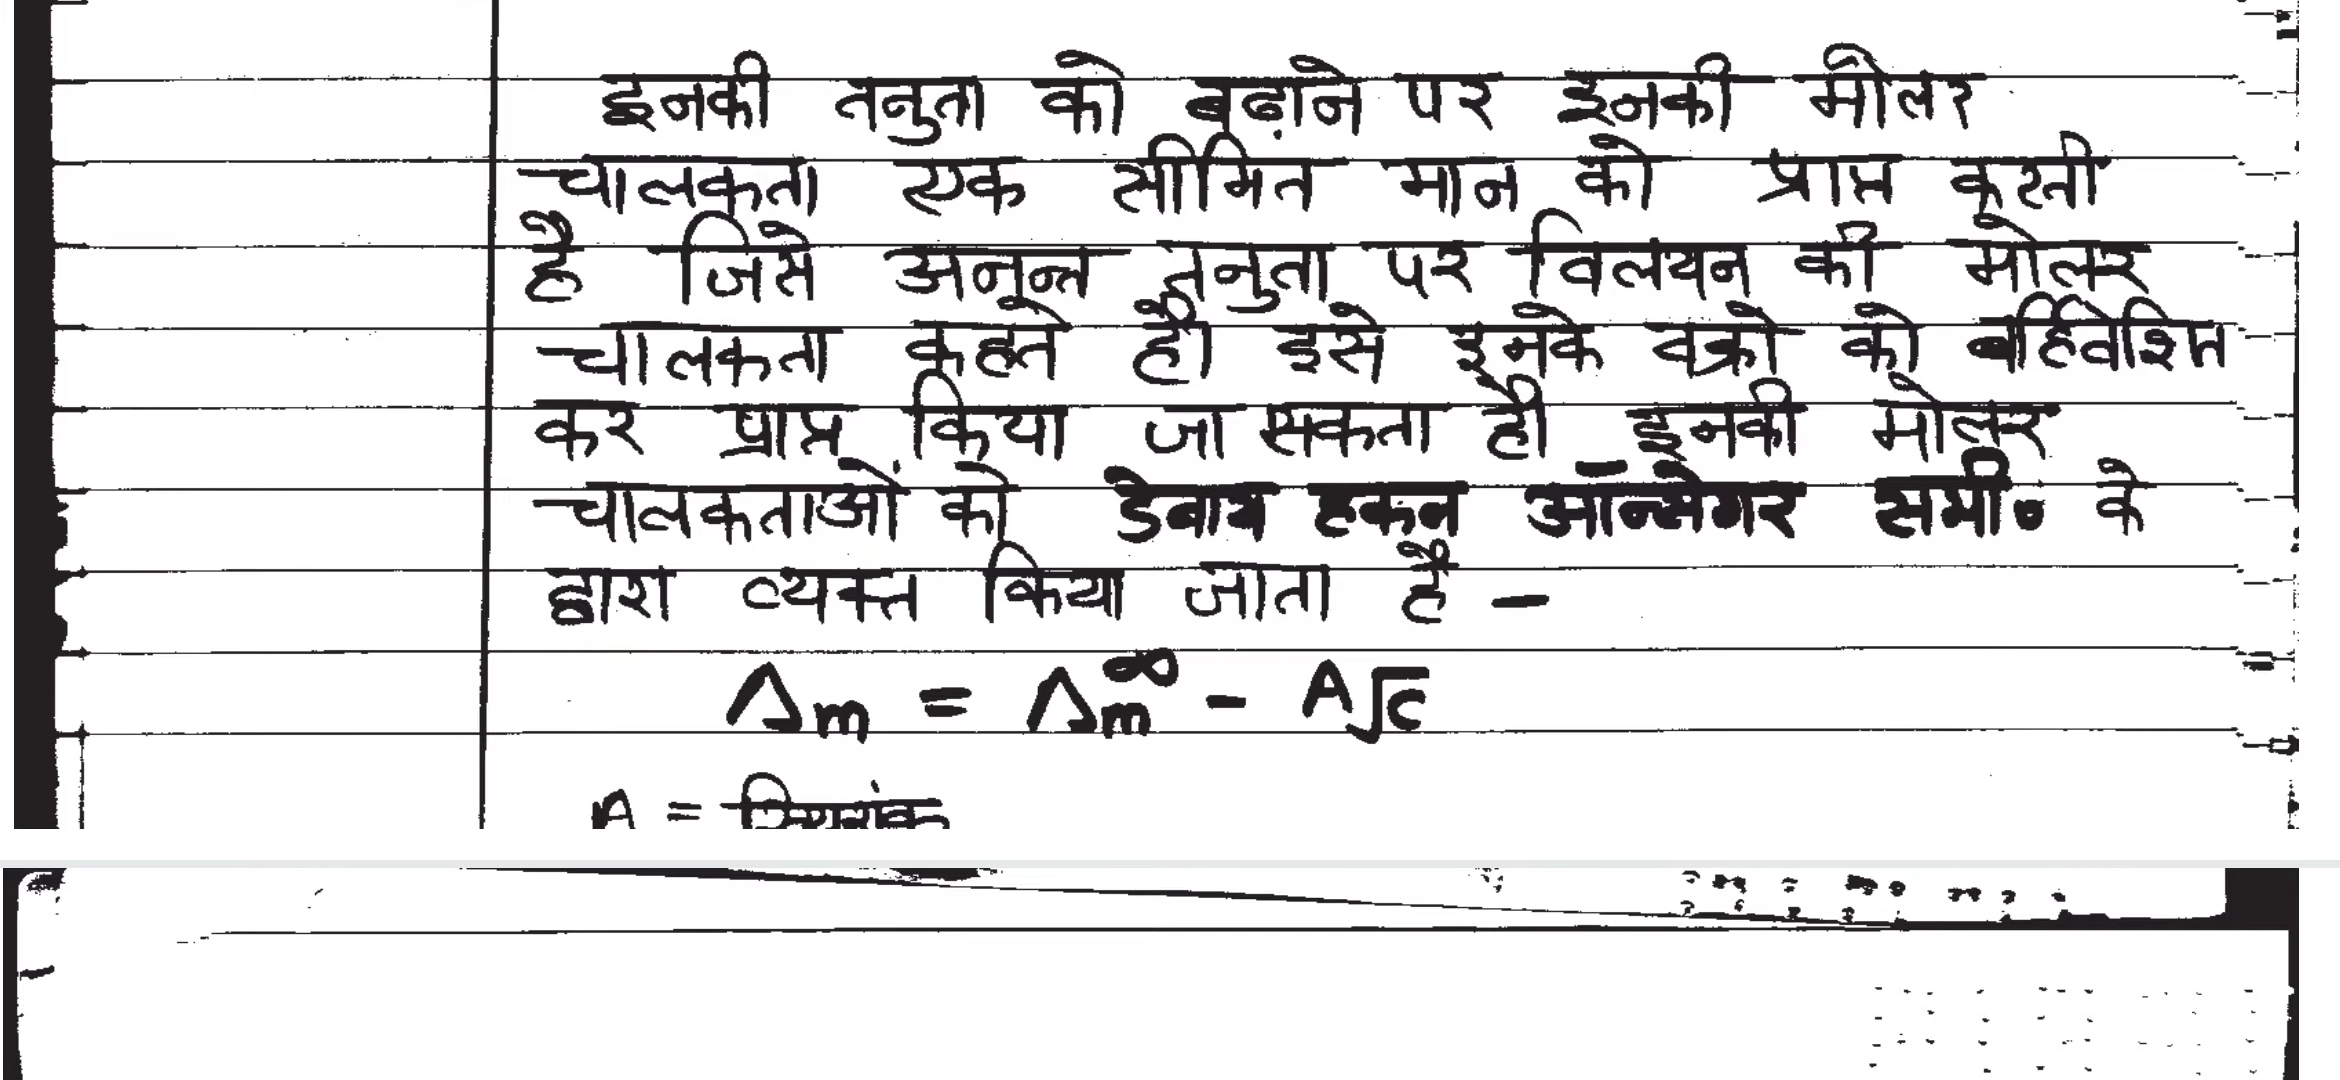 इनकी तनुता को बढ़ाने पर इनकी मोलर
चालकता एक सीमित मान को प्राप्त करती
है जिसे अनन्त तनुता पर विलयन की मोलर
चालकता कहते है। इसे इनके वक्रो को बर्हिवेशित
कर प्राप्त किया जा सकता है। इनकी मोलर
चालकताओं को डेबाय हकल ऑन्सेगर समी० के
द्वारा व्यक्त किया जाता है –
Λm = Λm^∞ - A√c
A = स्थिरांक